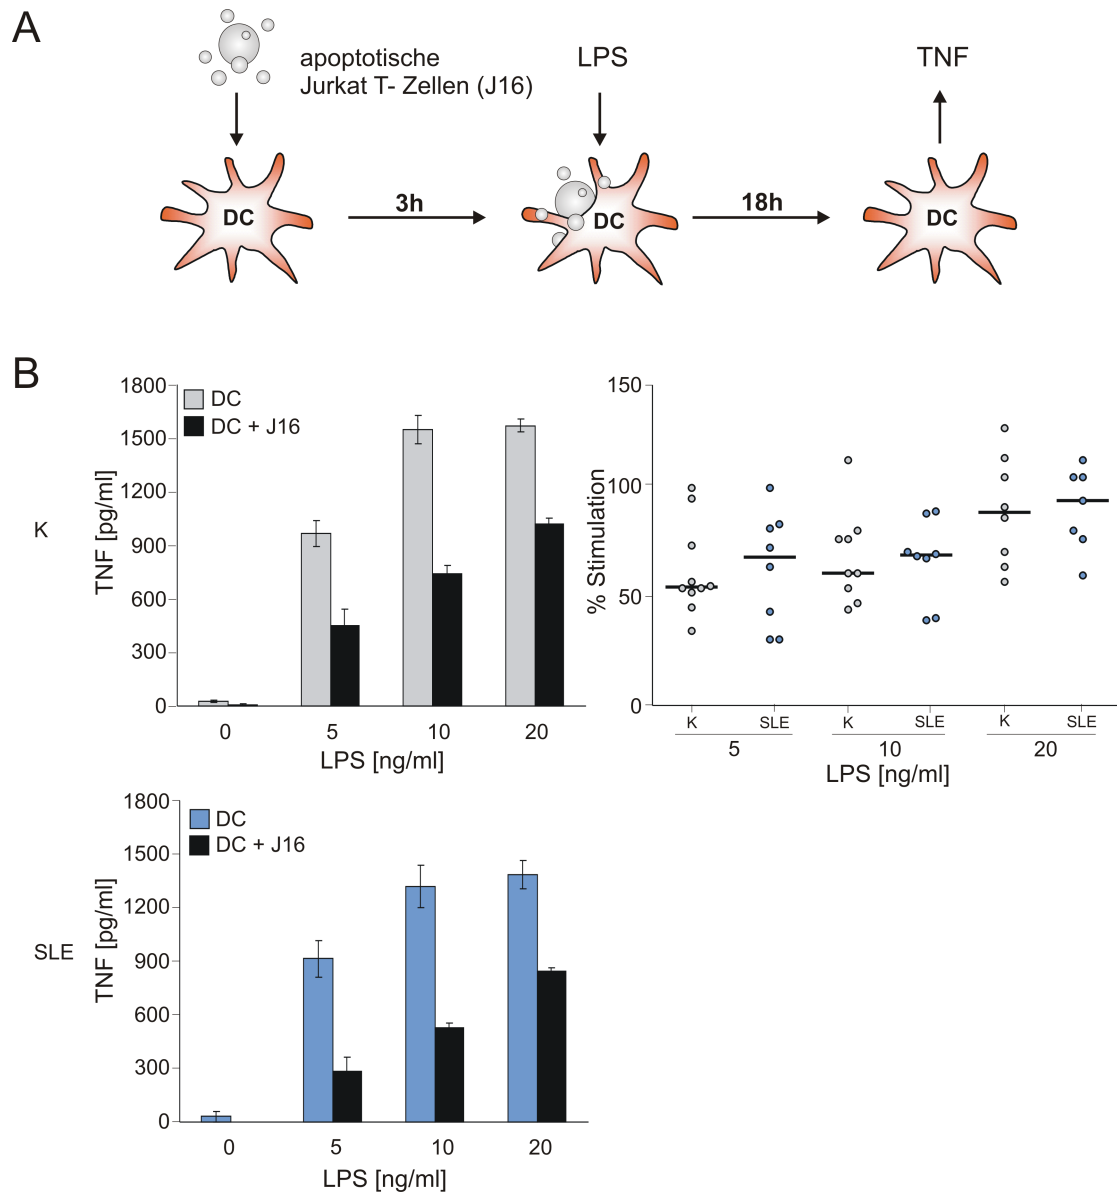 A
apoptotische
Jurkat T- Zellen (J16)
LPS
TNF
DC
3h
DC
18h
DC
B
K
TNF [pg/ml]
1800
1500
1200
900
600
300
0
DC
DC + J16
0 5 10 20
LPS [ng/ml]
% Stimulation
150
100
50
0
K SLE K SLE K SLE
5 10 20
LPS [ng/ml]
SLE
TNF [pg/ml]
1800
1500
1200
900
600
300
0
DC
DC + J16
0 5 10 20
LPS [ng/ml]